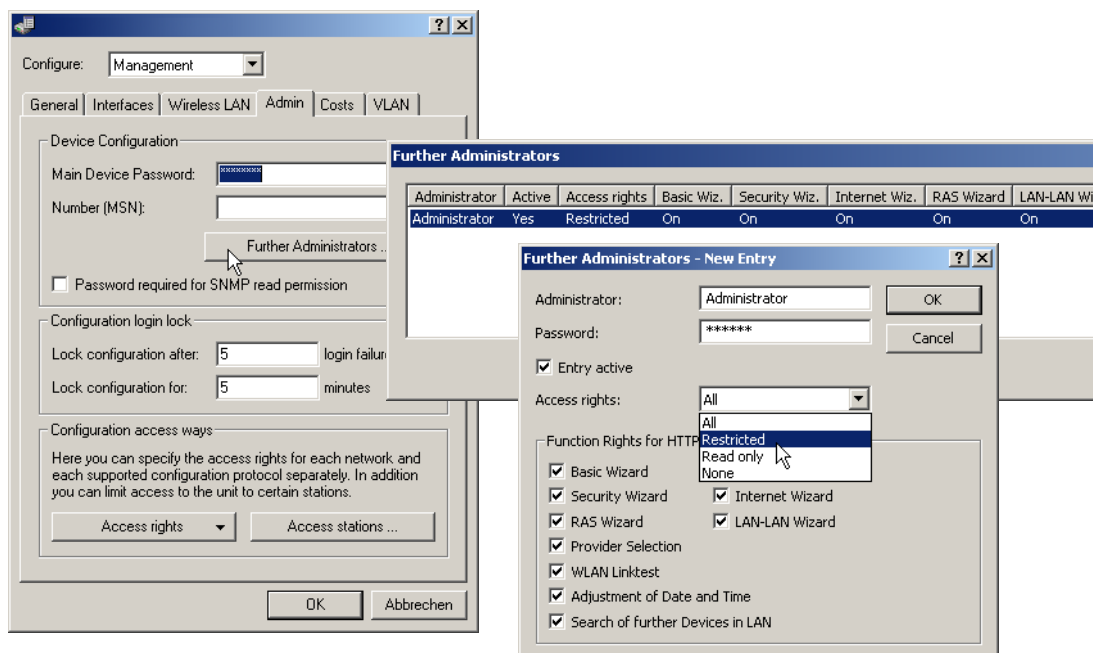 Configure: Management
General Interfaces Wireless LAN Admin Costs VLAN
Device Configuration
Main Device Password: ********
Number (MSN):
Further Administrators ..
Password required for SNMP read permission
Configuration login lock
Lock configuration after: 5 login failur
Lock configuration for: 5 minutes
Configuration access ways
Here you can specify the access rights for each network and
each supported configuration protocol separately. In addition
you can limit access to the unit to certain stations.
Access rights Access stations ...
OK Abbrechen
Further Administrators
Administrator Active Access rights Basic Wiz. Security Wiz. Internet Wiz. RAS Wizard LAN-LAN Wi
Administrator Yes Restricted On On On On On
Further Administrators - New Entry
Administrator: Administrator OK
Password: ****** Cancel
Entry active
Access rights: All
All
Restricted
Read only
None
Function Rights for HTTP
Basic Wizard
Security Wizard Internet Wizard
RAS Wizard LAN-LAN Wizard
Provider Selection
WLAN Linktest
Adjustment of Date and Time
Search of further Devices in LAN